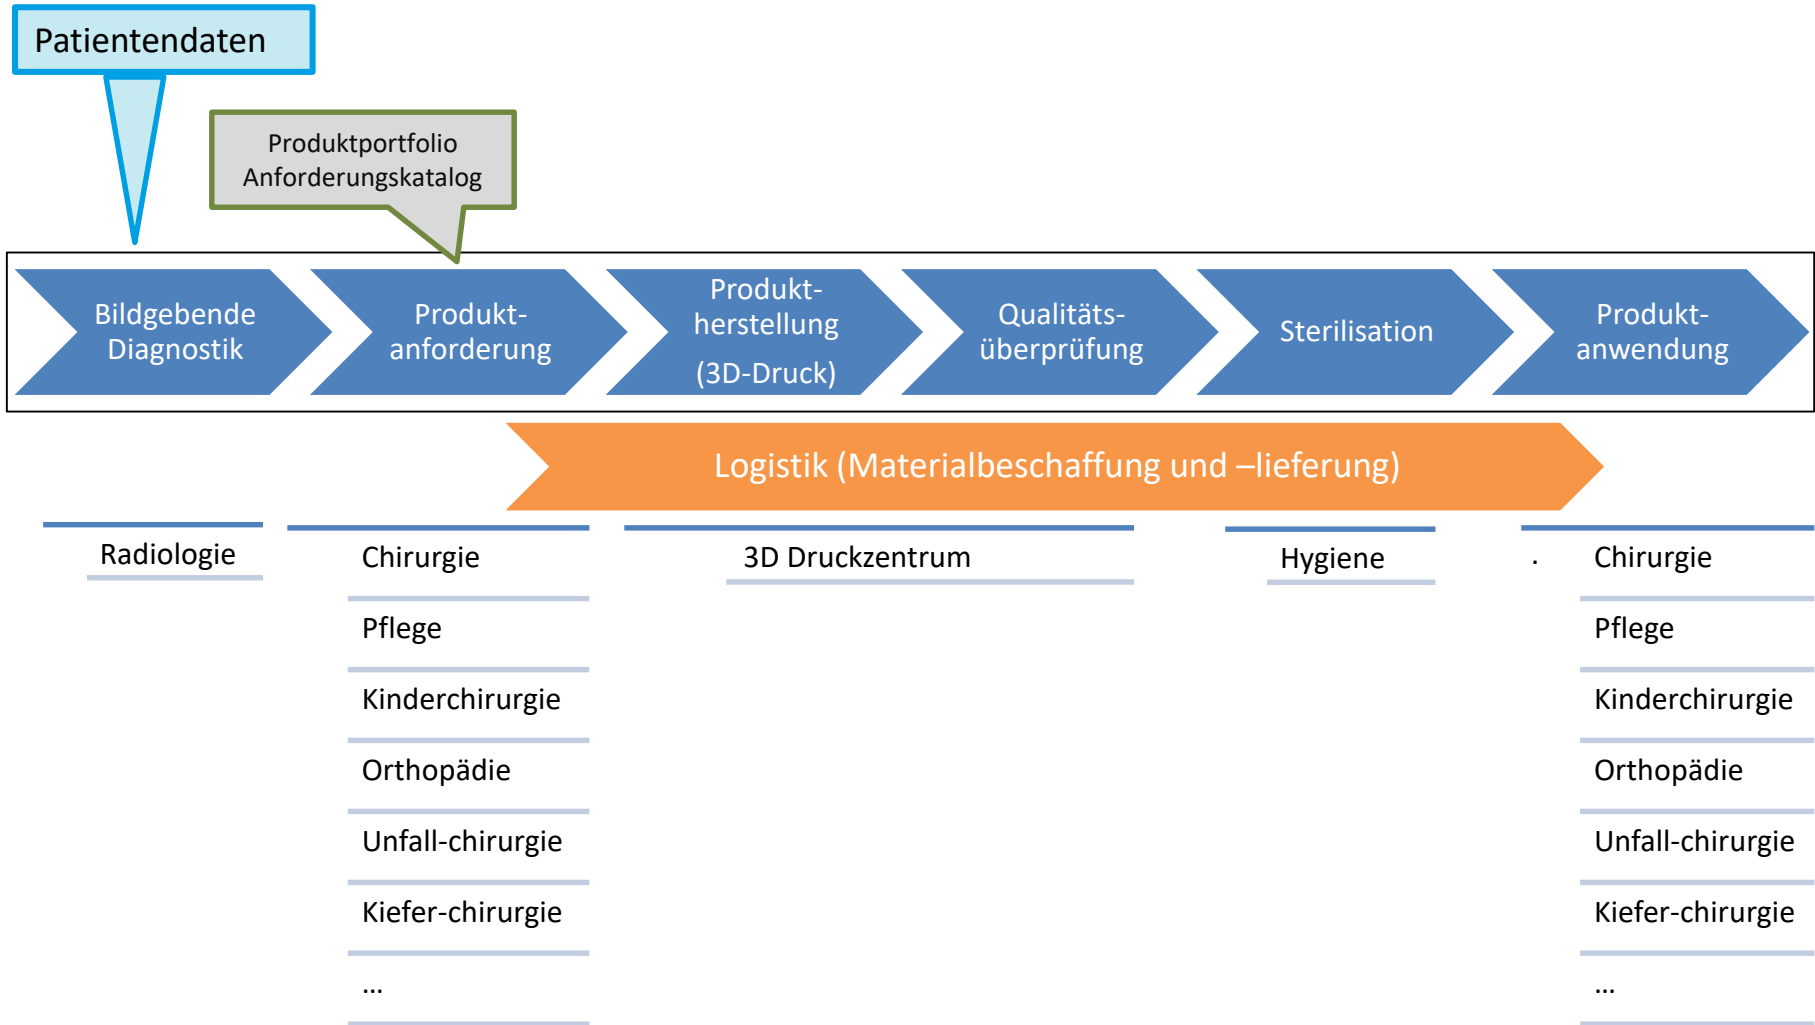 Patientendaten
Produktportfolio
Anforderungskatalog
Bildgebende
Diagnostik
Produkt-
anforderung
Produkt-
herstellung
(3D-Druck)
Qualitäts-
überprüfung
Sterilisation
Produkt-
anwendung
Logistik (Materialbeschaffung und –lieferung)
Radiologie
Chirurgie
Pflege
Kinderchirurgie
Orthopädie
Unfall-chirurgie
Kiefer-chirurgie
...
3D Druckzentrum
Hygiene
.
Chirurgie
Pflege
Kinderchirurgie
Orthopädie
Unfall-chirurgie
Kiefer-chirurgie
...